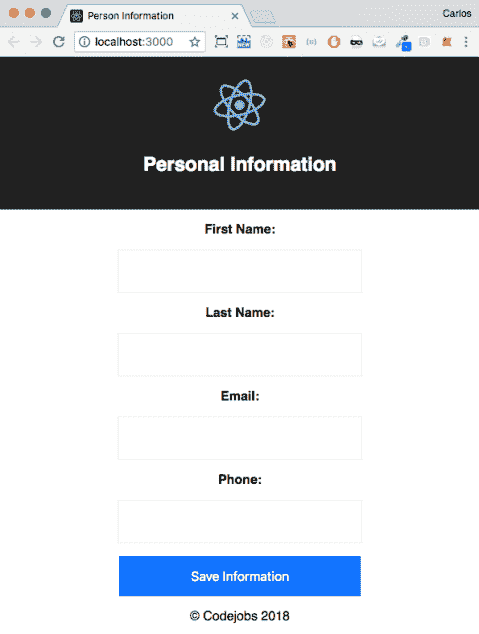 Person Information
Carlos
localhost:3000
Personal Information
First Name:
Last Name:
Email:
Phone:
Save Information
© Codejobs 2018